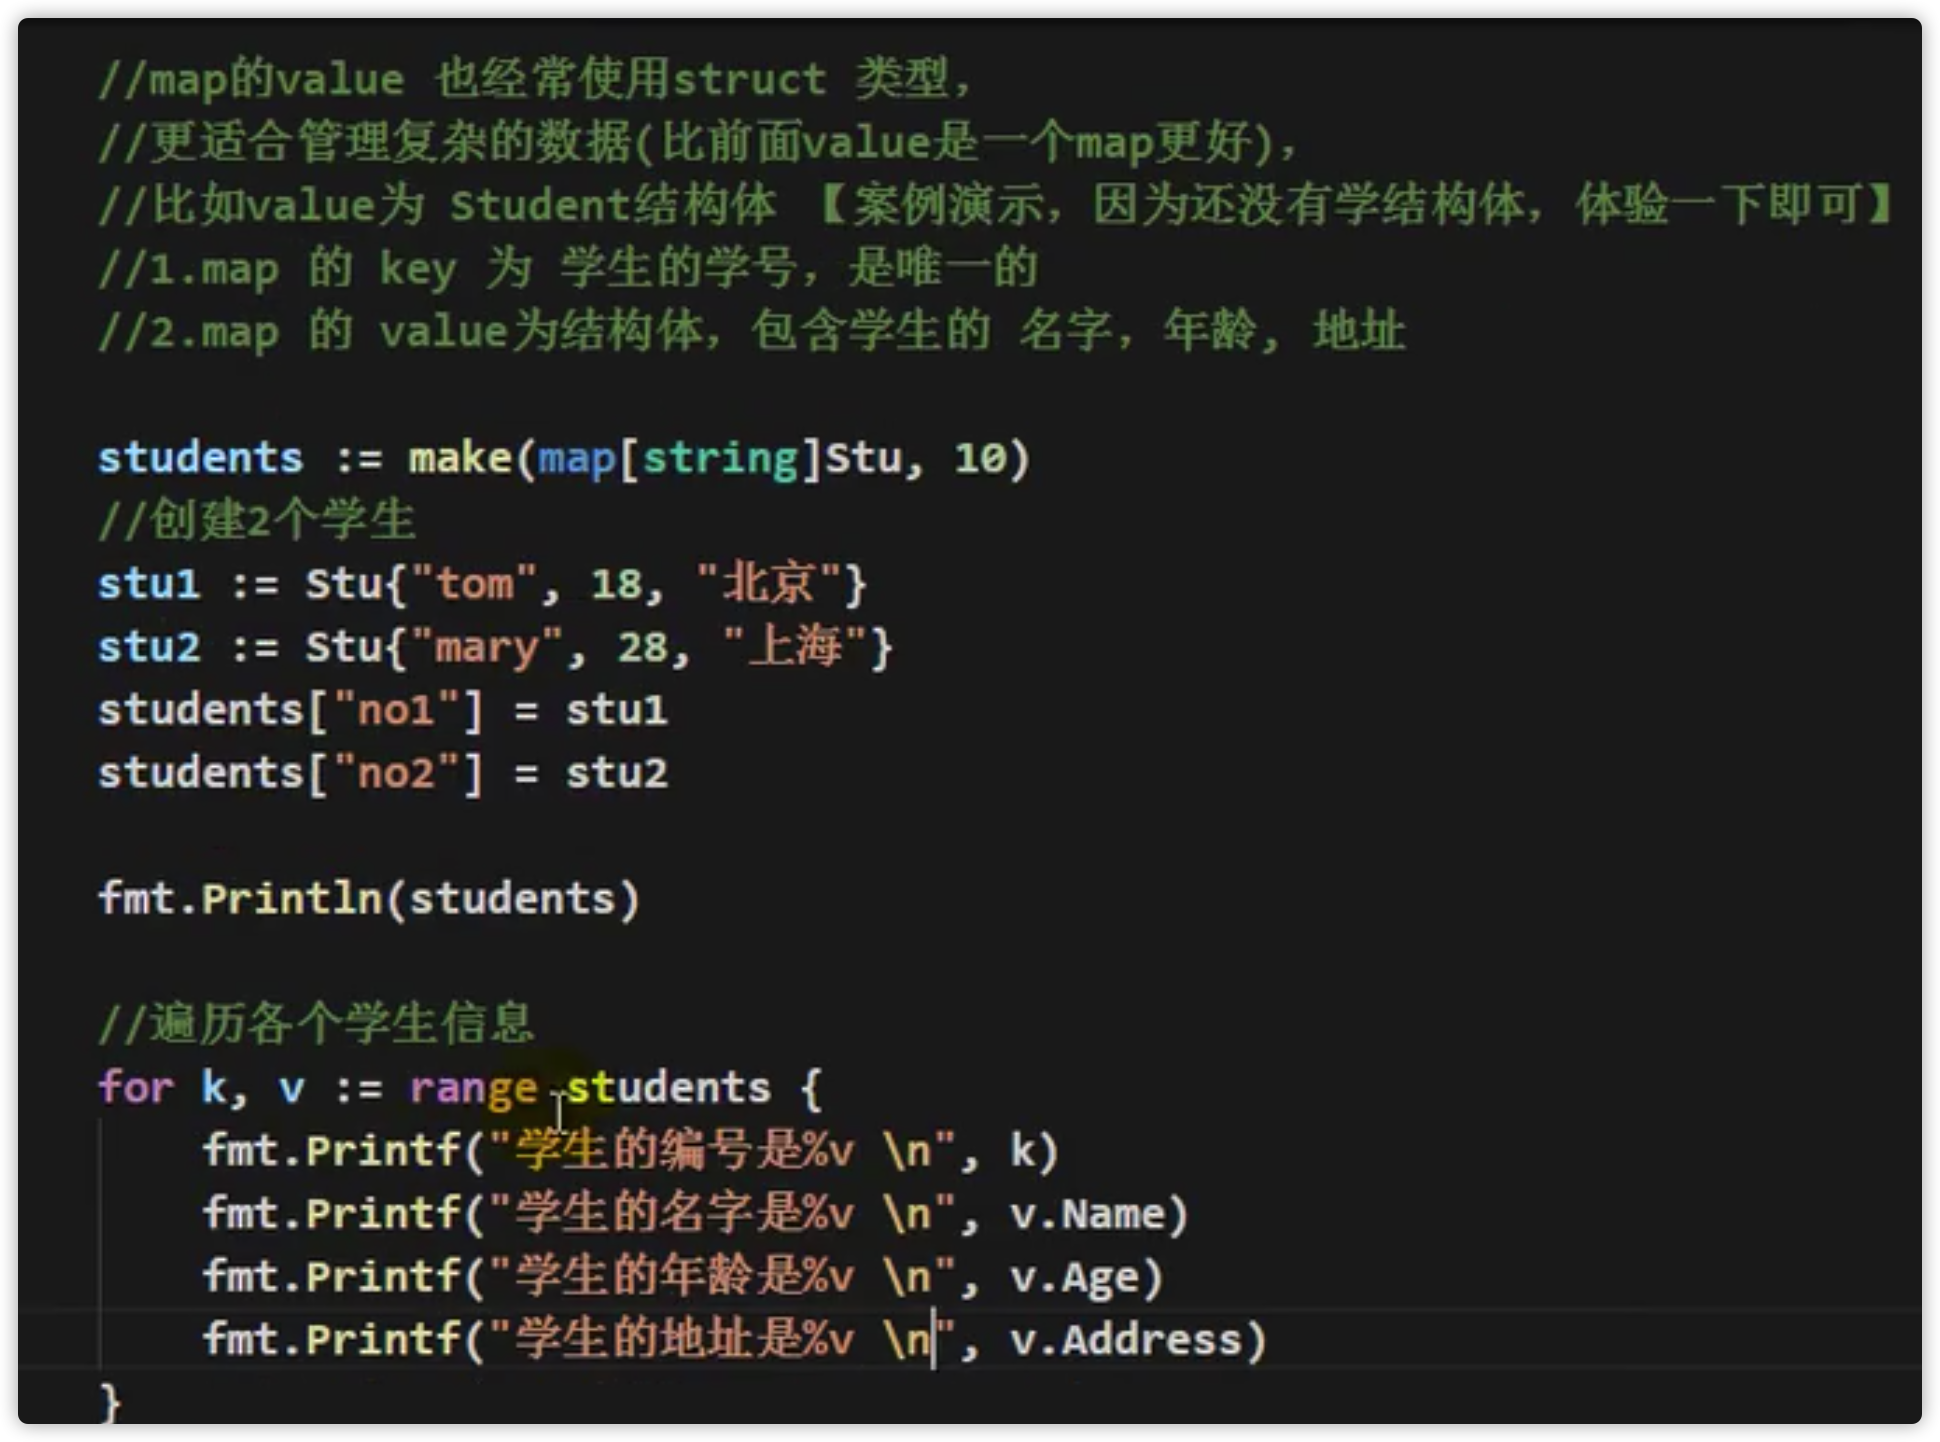 //map的value 也经常使用struct 类型，
//更适合管理复杂的数据(比前面value是一个map更好)，
//比如value为 Student结构体 【案例演示，因为还没有学结构体，体验一下即可】
//1.map 的 key 为 学生的学号，是唯一的
//2.map 的 value为结构体，包含学生的 名字，年龄, 地址
students := make(map[string]Stu, 10)
//创建2个学生
stu1 := Stu{"tom", 18, "北京"}
stu2 := Stu{"mary", 28, "上海"}
students["no1"] = stu1
students["no2"] = stu2
fmt.Println(students)
//遍历各个学生信息
for k, v := range students {
    fmt.Printf("学生的编号是%v \n", k)
    fmt.Printf("学生的名字是%v \n", v.Name)
    fmt.Printf("学生的年龄是%v \n", v.Age)
    fmt.Printf("学生的地址是%v \n", v.Address)
}